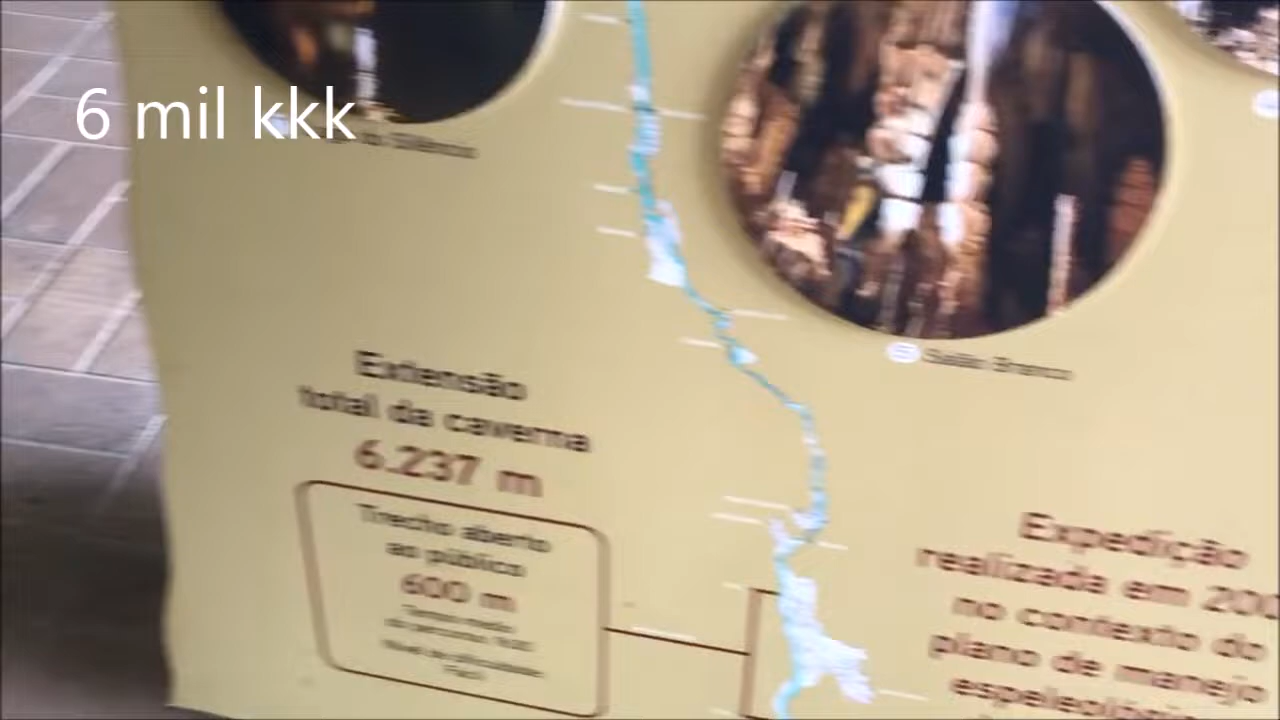 6 mil kkk
Salão Branco
Extensão
total da caverna
6.237 m
Trecho aberto
ao público
600 m
Expedição
realizada em 200
no contexto do
plano de manejo